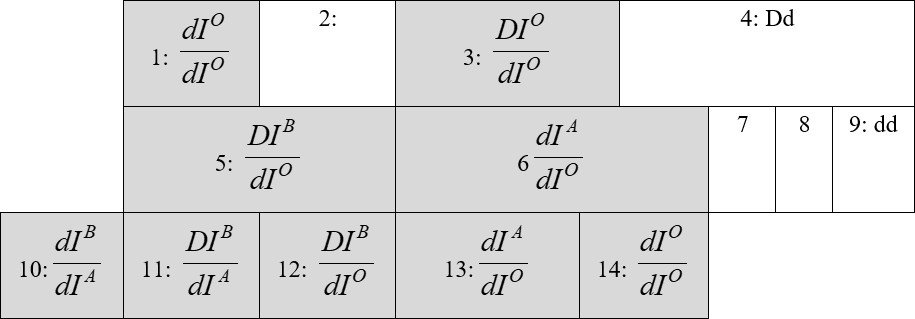 1: dI^O/dI^O 2: 3: DI^O/dI^O 4: Dd
5: DI^B/dI^O 6 dI^A/dI^O 7 8 9: dd
10: dI^B/dI^A 11: DI^B/dI^A 12: DI^B/dI^O 13: dI^A/dI^O 14: dI^O/dI^O